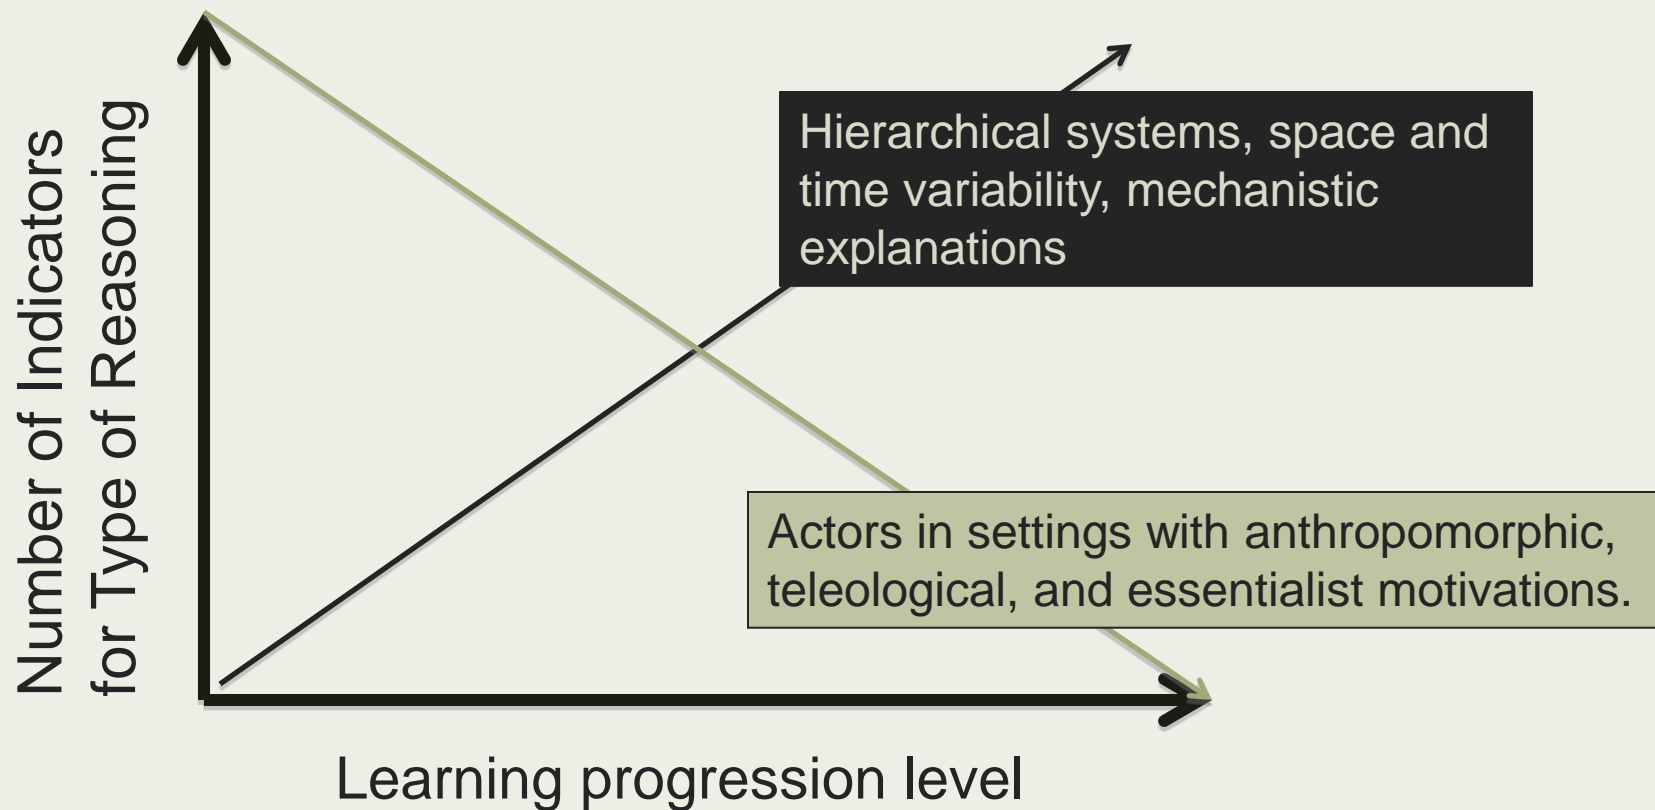 Number of Indicators
for Type of Reasoning
Hierarchical systems, space and
time variability, mechanistic
explanations
Actors in settings with anthropomorphic,
teleological, and essentialist motivations.
Learning progression level